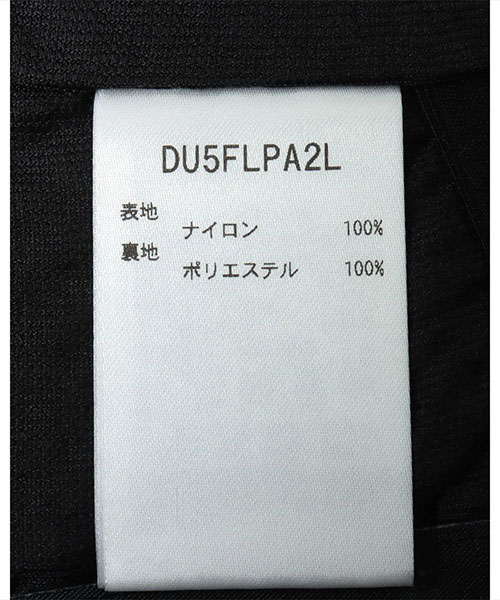 DU5FLPA2L
表地
ナイロン 100%
裏地
ポリエステル 100%